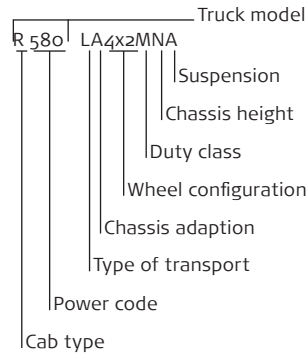 Truck model
R 580 LA4x2MNA
Suspension
Chassis height
Duty class
Wheel configuration
Chassis adaption
Type of transport
Power code
Cab type